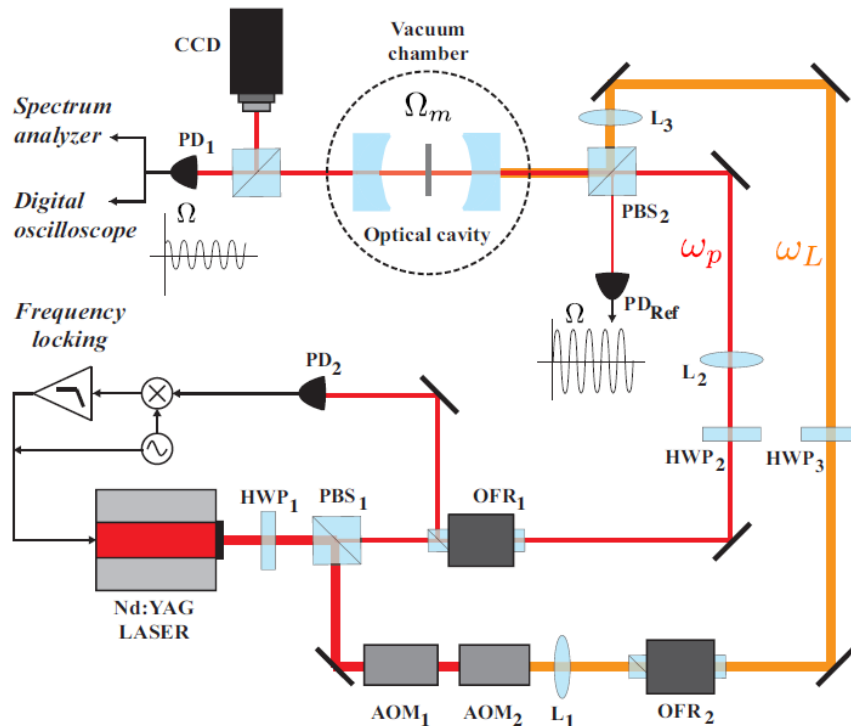 CCD
Vacuum
chamber
Spectrum
analyzer
PD1
Ωm
L3
Digital
oscilloscope
Ω
Optical cavity
PBS2
ωp
ωL
PDRef
Ω
Frequency
locking
PD2
L2
HWP2
HWP3
HWP1
PBS1
OFR1
Nd:YAG
LASER
AOM1
AOM2
L1
OFR2